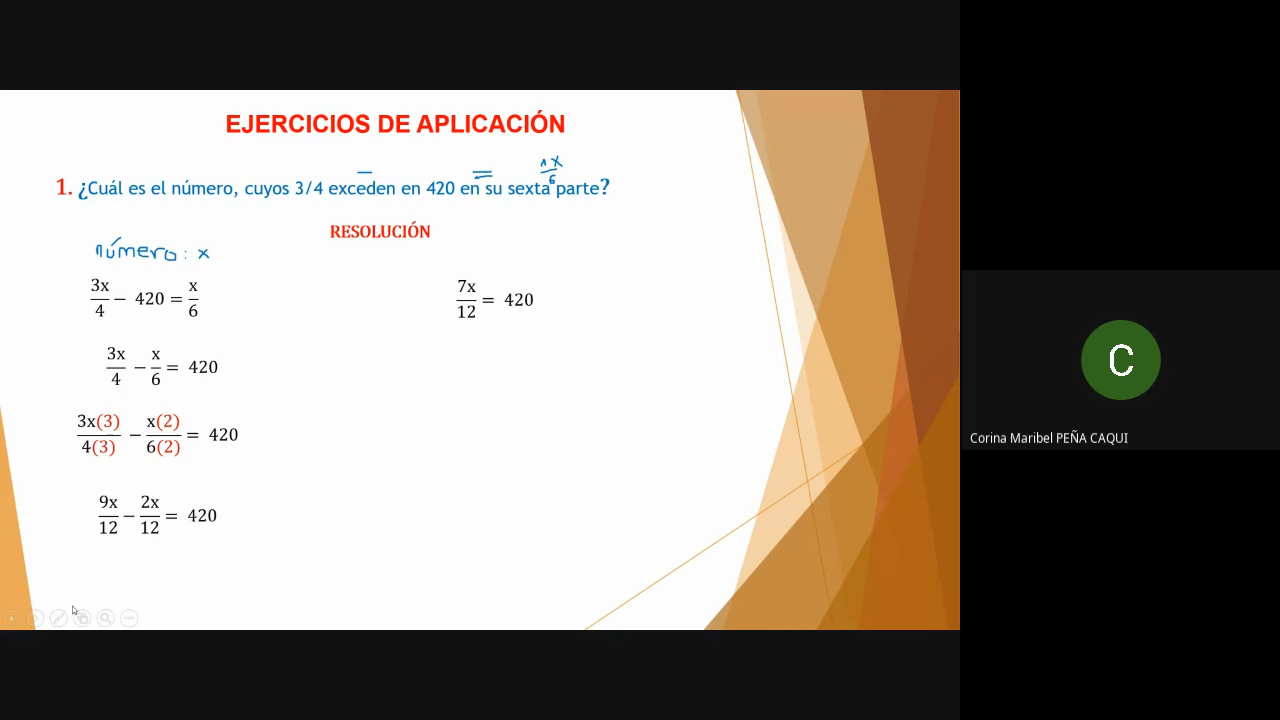 EJERCICIOS DE APLICACIÓN
1x
6
1. ¿Cuál es el número, cuyos 3/4 exceden en 420 en su sexta parte?
RESOLUCIÓN
número: x
3x/4 − 420 = x/6
3x/4 − x/6 = 420
3x(3)/4(3) − x(2)/6(2) = 420
9x/12 − 2x/12 = 420
7x/12 = 420
C
Corina Maribel PEÑA CAQUI